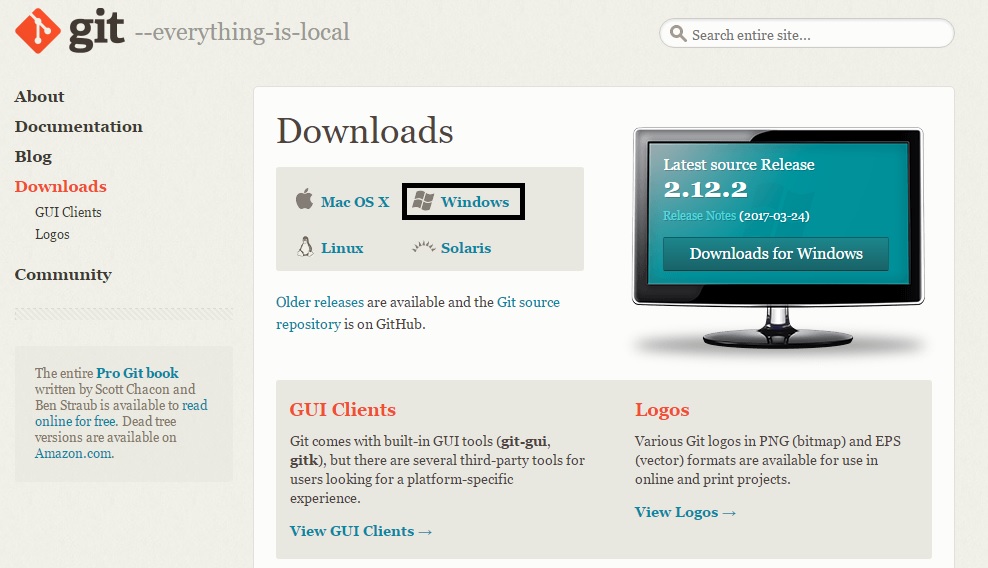 git --everything-is-local
Search entire site...
About
Documentation
Blog
Downloads
GUI Clients
Logos
Community
The entire Pro Git book
written by Scott Chacon and
Ben Straub is available to read
online for free. Dead tree
versions are available on
Amazon.com.
Downloads
Mac OS X
Windows
Linux
Solaris
Older releases are available and the Git source
repository is on GitHub.
Latest source Release
2.12.2
Release Notes (2017-03-24)
Downloads for Windows
GUI Clients
Git comes with built-in GUI tools (git-gui,
gitk), but there are several third-party tools for
users looking for a platform-specific
experience.
View GUI Clients →
Logos
Various Git logos in PNG (bitmap) and EPS
(vector) formats are available for use in
online and print projects.
View Logos →